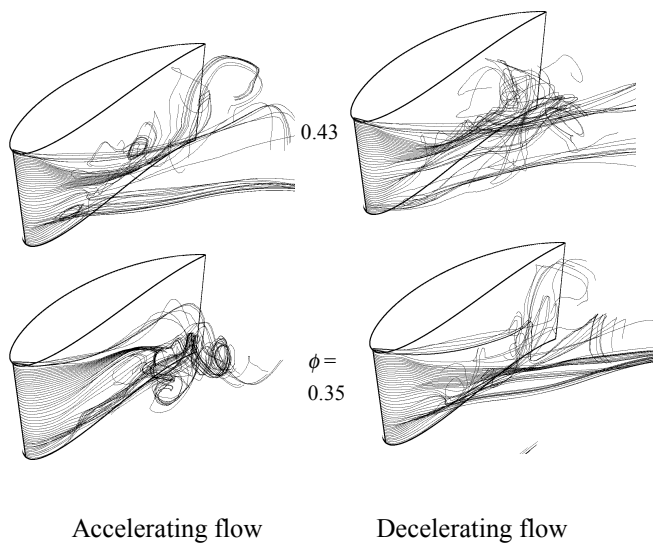 0.43
ϕ =
0.35
Accelerating flow
Decelerating flow